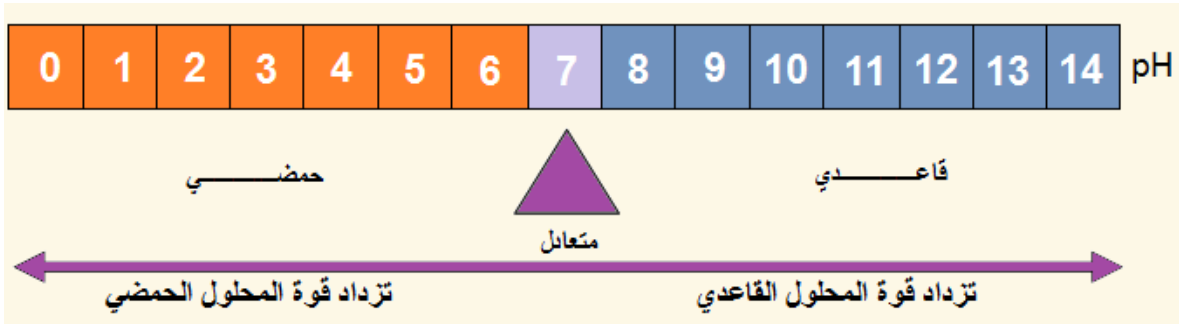 0 1 2 3 4 5 6 7 8 9 10 11 12 13 14 pH
حمضـــــــي قاعـــــــدي
متعادل
تزداد قوة المحلول الحمضي تزداد قوة المحلول القاعدي